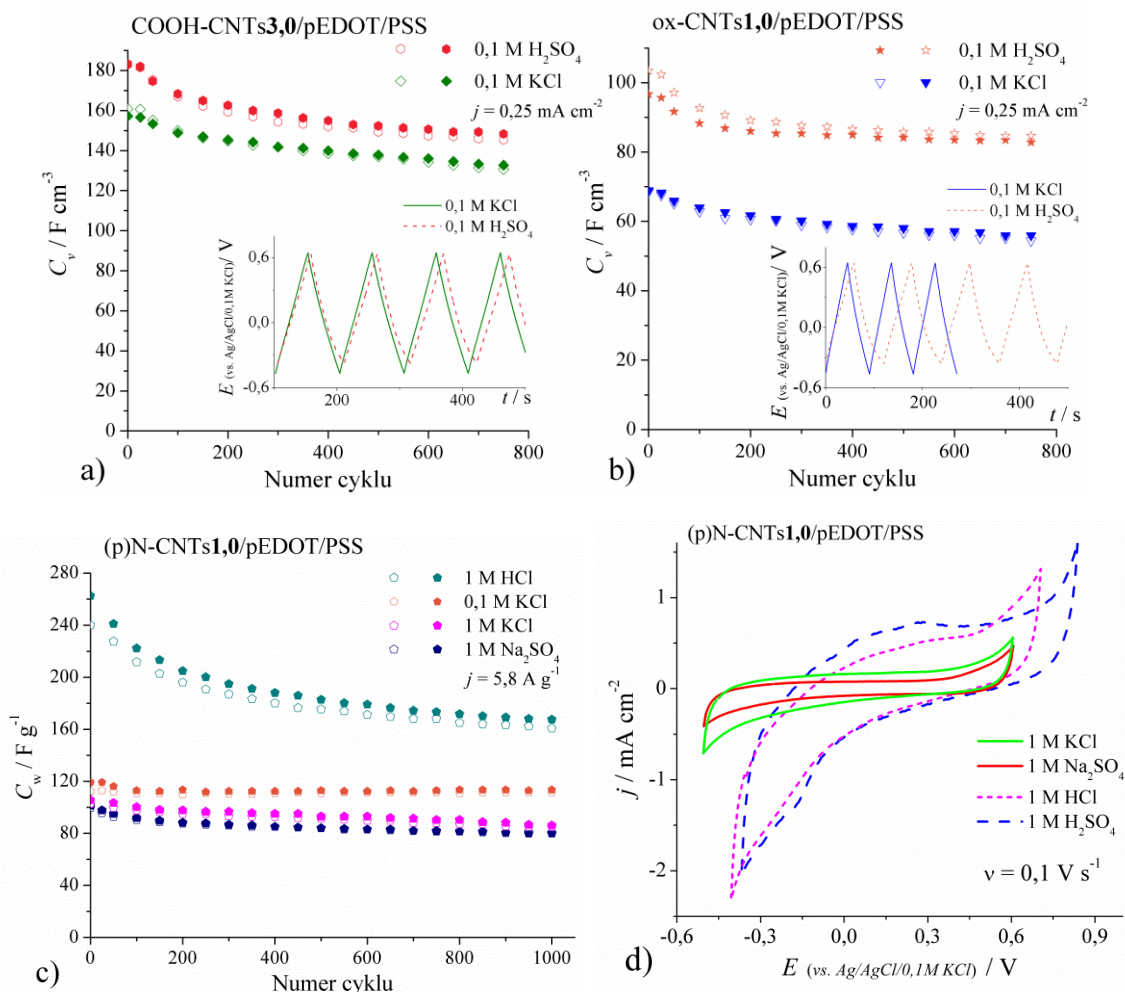 COOH-CNTs3,0/pEDOT/PSS
0,1 M H₂SO₄
0,1 M KCl
j = 0,25 mA cm⁻²
180
160
140
120
100
80
60
40
20
0
Cᵥ / F cm⁻³
0,1 M KCl
0,1 M H₂SO₄
E (vs. Ag/AgCl/0,1M KCl)/ V
0,6
0,0
-0,6
200 400
t / s
0 200 400 600 800
Numer cyklu
a)
ox-CNTs1,0/pEDOT/PSS
0,1 M H₂SO₄
0,1 M KCl
j = 0,25 mA cm⁻²
100
80
60
40
20
0
Cᵥ / F cm⁻³
0,1 M KCl
0,1 M H₂SO₄
E (vs. Ag/AgCl/0,1M KCl)/ V
0,6
0,0
-0,6
0 200 400
t / s
0 200 400 600 800
Numer cyklu
b)
(p)N-CNTs1,0/pEDOT/PSS
1 M HCl
0,1 M KCl
1 M KCl
1 M Na₂SO₄
j = 5,8 A g⁻¹
280
240
200
160
120
80
40
0
C_w / F g⁻¹
0 200 400 600 800 1000
Numer cyklu
c)
(p)N-CNTs1,0/pEDOT/PSS
1
0
-1
-2
j / mA cm⁻²
1 M KCl
1 M Na₂SO₄
1 M HCl
1 M H₂SO₄
ν = 0,1 V s⁻¹
-0,6 -0,3 0,0 0,3 0,6 0,9
E (vs. Ag/AgCl/0,1M KCl) / V
d)